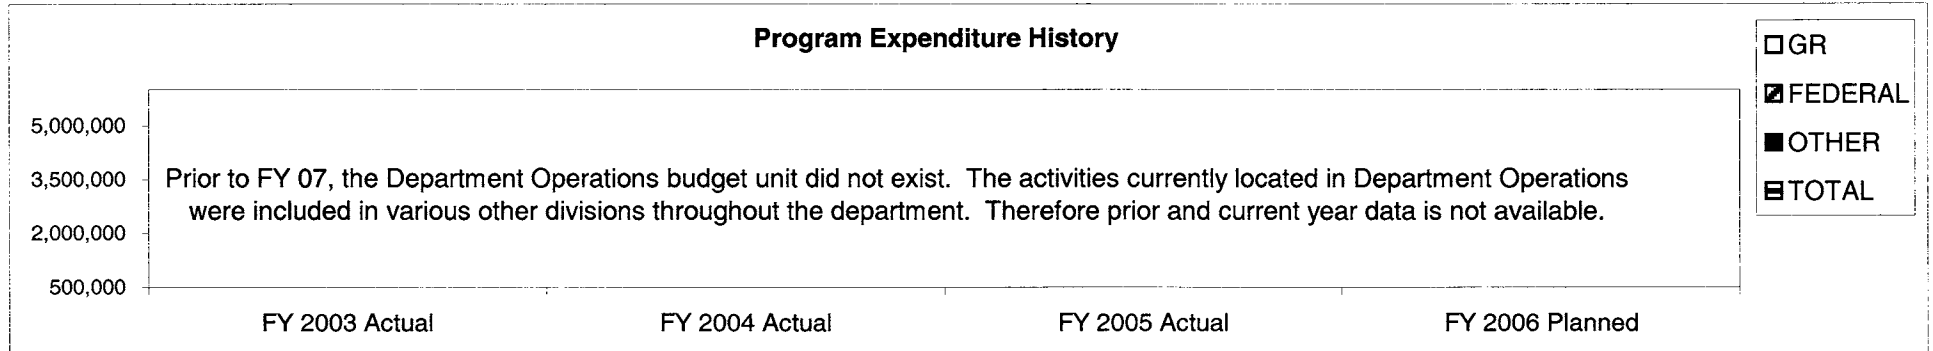 Program Expenditure History
GR
FEDERAL
OTHER
TOTAL
5,000,000
3,500,000
2,000,000
500,000
Prior to FY 07, the Department Operations budget unit did not exist.  The activities currently located in Department Operations
were included in various other divisions throughout the department.  Therefore prior and current year data is not available.
FY 2003 Actual
FY 2004 Actual
FY 2005 Actual
FY 2006 Planned